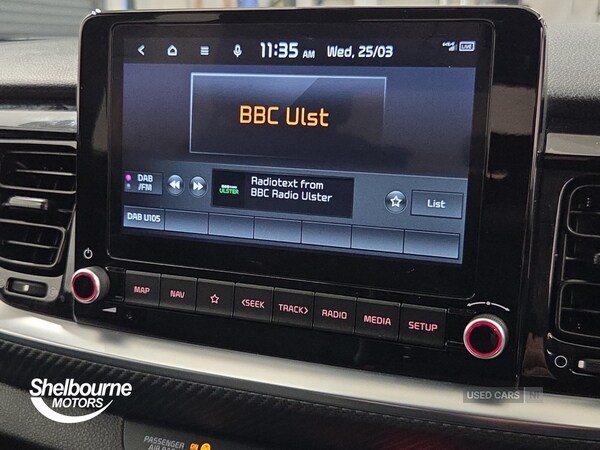 11:35 AM Wed, 25/03
LIVE
BBC Ulst
DAB
/FM
ULSTER
Radiotext from
BBC Radio Ulster
List
DAB U105
MAP NAV <SEEK TRACK> RADIO MEDIA SETUP
Shelbourne
MOTORS
USED CARS NI
PASSENGER
AIR BAG